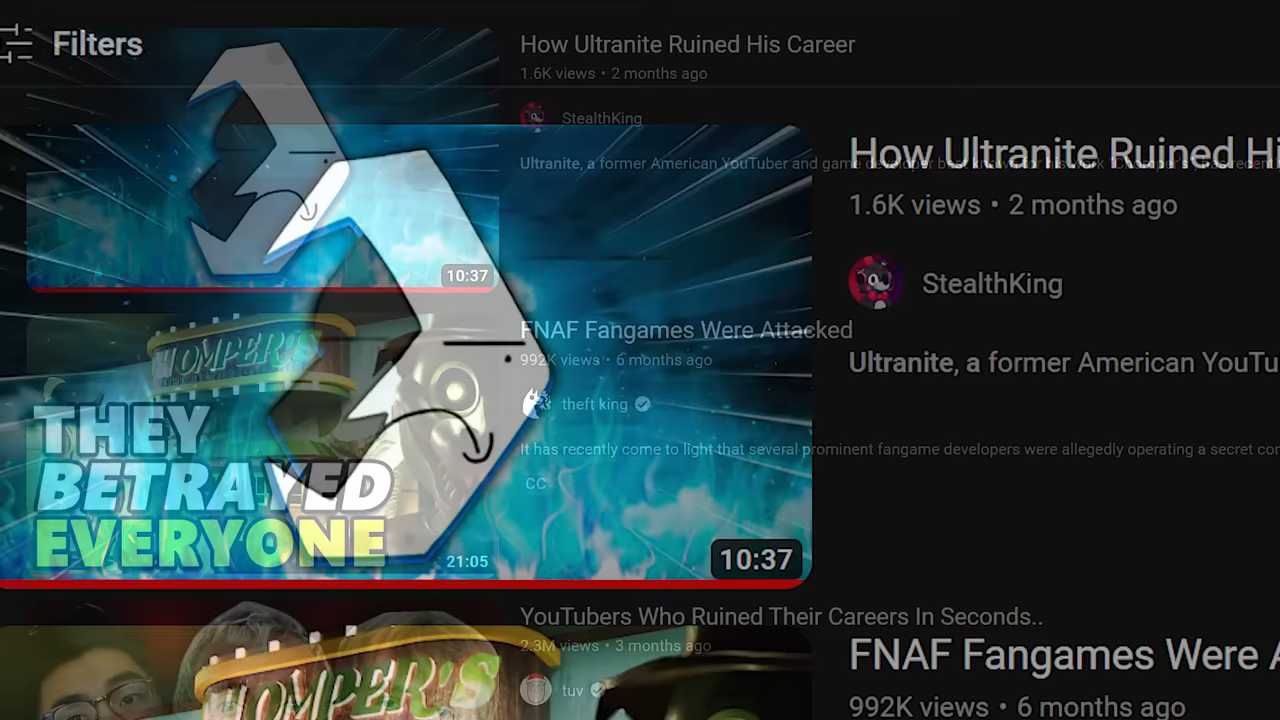 Filters
How Ultranite Ruined His Career
1.6K views • 2 months ago
StealthKing
Ultranite, a former American YouTuber and game developer best known for his work
10:37
How Ultranite Ruined Hi
1.6K views • 2 months ago
StealthKing
Ultranite, a former American YouTu
10:37
FNAF Fangames Were Attacked
992K views • 6 months ago
theft king
It has recently come to light that several prominent fangame developers were allegedly operating a secret
CC
THEY
BETRAYED
EVERYONE
21:05
YouTubers Who Ruined Their Careers In Seconds..
2.3M views • 3 months ago
tuv
FNAF Fangames Were
992K views • 6 months ago
OMPER'S
OMPER'S